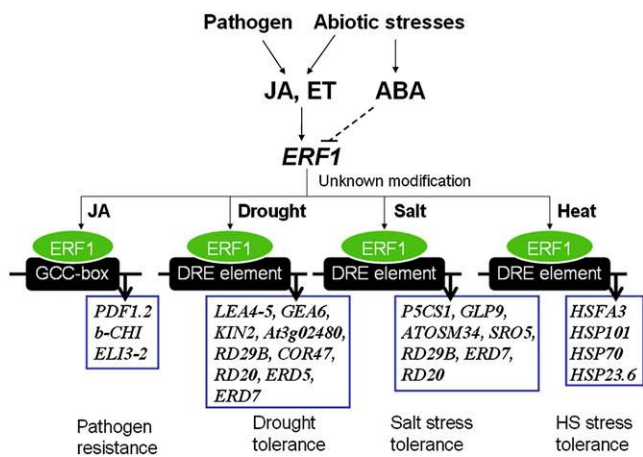 Pathogen Abiotic stresses
JA, ET ABA
ERF1
Unknown modification
JA Drought Salt Heat
ERF1 ERF1 ERF1 ERF1
GCC-box DRE element DRE element DRE element
PDF1.2
b-CHI
ELI3-2
LEA4-5, GEA6,
KIN2, At3g02480,
RD29B, COR47,
RD20, ERD5,
ERD7
P5CS1, GLP9,
ATOSM34, SRO5,
RD29B, ERD7,
RD20
HSFA3
HSP101
HSP70
HSP23.6
Pathogen
resistance
Drought
tolerance
Salt stress
tolerance
HS stress
tolerance